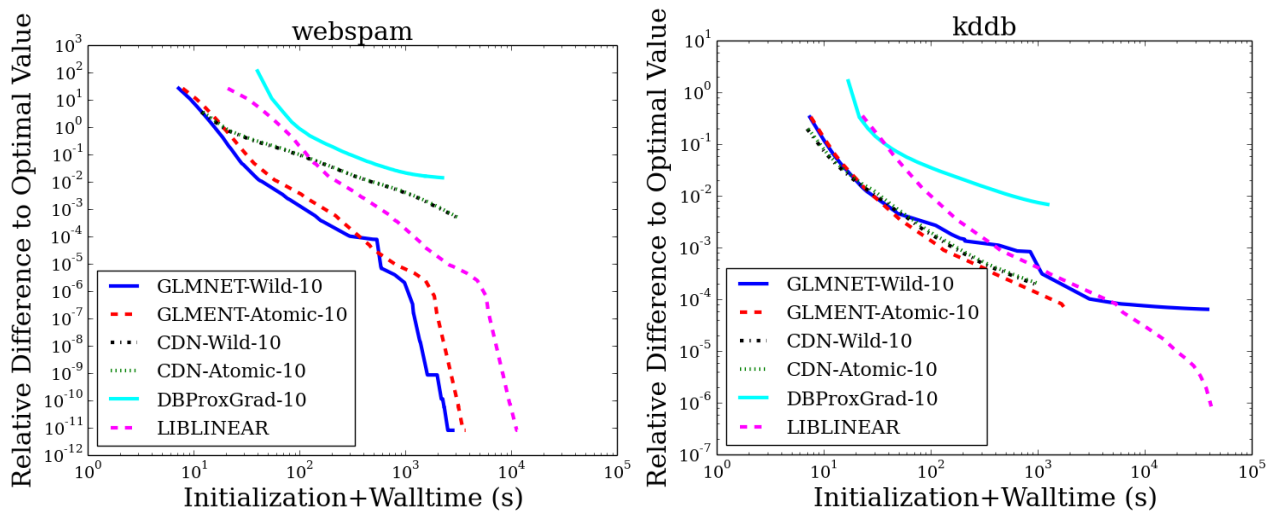 webspam
Relative Difference to Optimal Value
10^3
10^2
10^1
10^0
10^-1
10^-2
10^-3
10^-4
10^-5
10^-6
10^-7
10^-8
10^-9
10^-10
10^-11
10^-12
GLMNET-Wild-10
GLMENT-Atomic-10
CDN-Wild-10
CDN-Atomic-10
DBProxGrad-10
LIBLINEAR
10^0 10^1 10^2 10^3 10^4 10^5
Initialization+Walltime (s)
kddb
Relative Difference to Optimal Value
10^1
10^0
10^-1
10^-2
10^-3
10^-4
10^-5
10^-6
10^-7
GLMNET-Wild-10
GLMENT-Atomic-10
CDN-Wild-10
CDN-Atomic-10
DBProxGrad-10
LIBLINEAR
10^0 10^1 10^2 10^3 10^4 10^5
Initialization+Walltime (s)